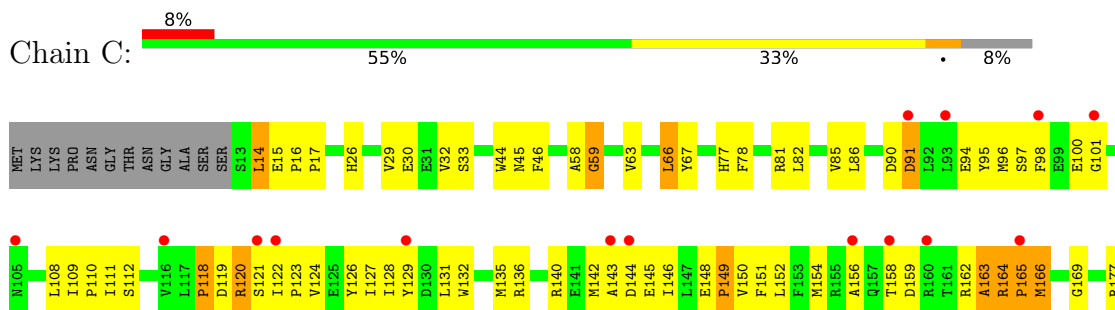 8%
Chain C:
55% 33% • 8%
MET LYS LYS PRO ASN GLY THR ASN GLY ALA SER SER S13 L14 E15 P16 P17 H26 V29 E30 E31 V32 S33 W44 N45 F46 A58 G59 V63 L66 Y67 H77 F78 R81 L82 V85 L86 D90 D91 L92 L93 E94 Y95 M96 S97 F98 E99 E100 G101
N105 L108 I109 P110 I111 S112 V116 L117 P118 D119 R120 S121 I122 P123 V124 E125 Y126 I127 I128 Y129 D130 L131 W132 M135 R136 R140 E141 M142 A143 D144 E145 I146 L147 E148 P149 V150 F151 L152 F153 M154 R155 A156 Q157 T158 D159 R160 T161 R162 A163 R164 P165 M166 G169